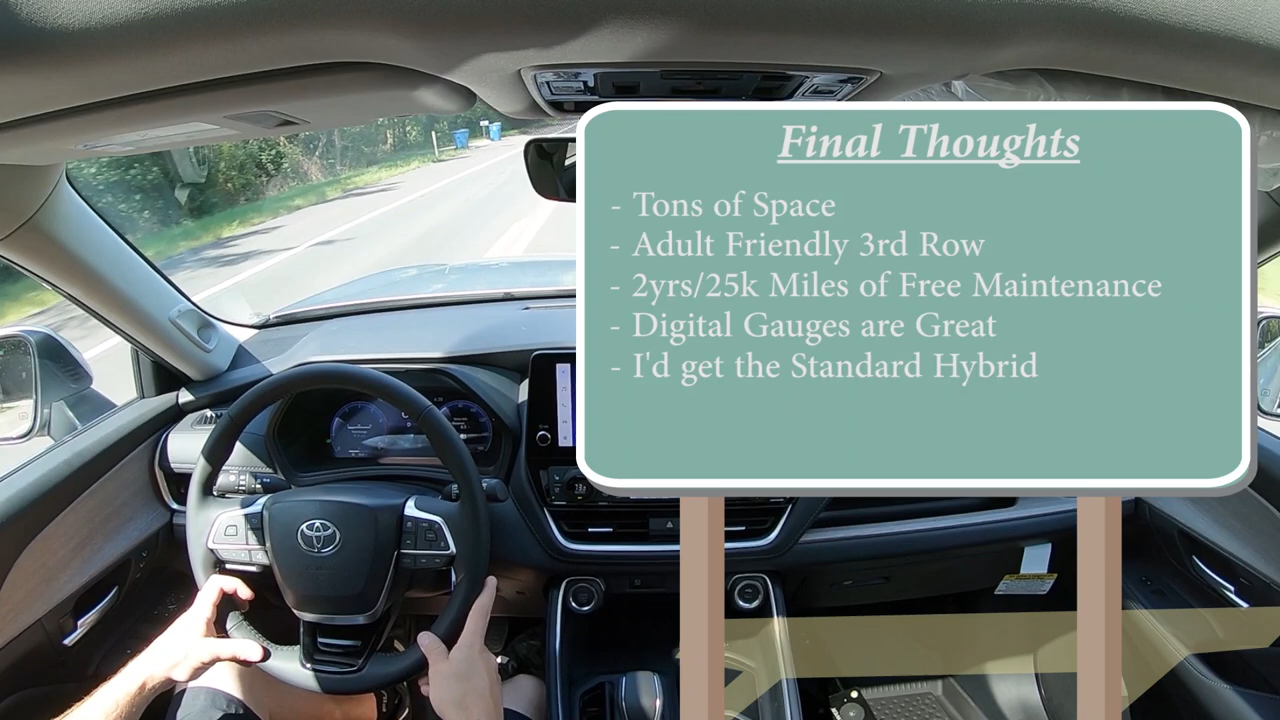 Final Thoughts
- Tons of Space
- Adult Friendly 3rd Row
- 2yrs/25k Miles of Free Maintenance
- Digital Gauges are Great
- I'd get the Standard Hybrid